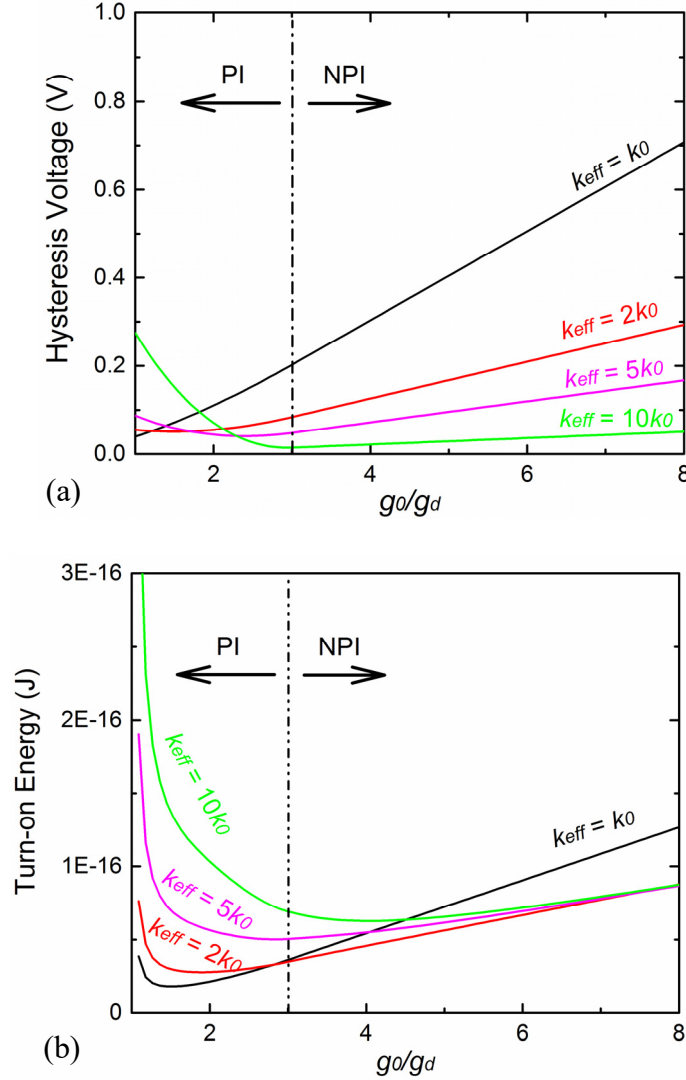 1.0
0.8
0.6
0.4
0.2
0.0
Hysteresis Voltage (V)
PI
NPI
keff = k0
keff = 2k0
keff = 5k0
keff = 10k0
2
4
6
8
g0/gd
(a)
3E-16
2E-16
1E-16
0
Turn-on Energy (J)
PI
NPI
keff = 10k0
keff = k0
keff = 5k0
keff = 2k0
2
4
6
8
g0/gd
(b)